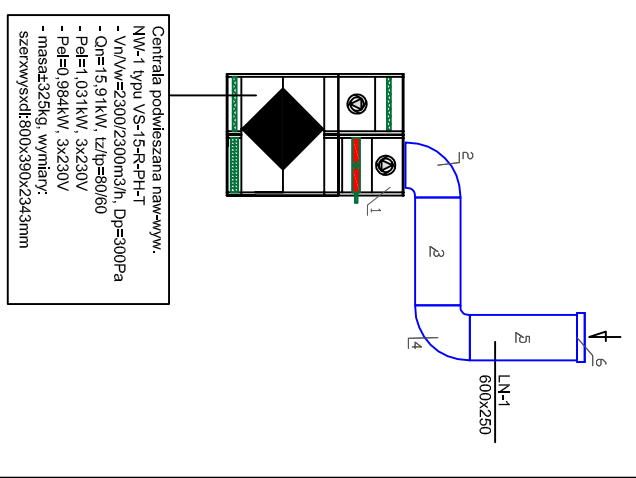 Centrala podwieszana naw-wyw.
NW-1 typu VS-15-R-PH-T
- Vn/Vw=2300/2300m3/h, Dp=300Pa
- Qn=15,91kW, tz/tp=80/60
- Pel=1,031kW, 3x230V
- Pel=0,984kW, 3x230V
- masa±325kg, wymiary:
szerxwysxdł:800x390x2343mm
1
2
3
4
5
6
LN-1
600x250